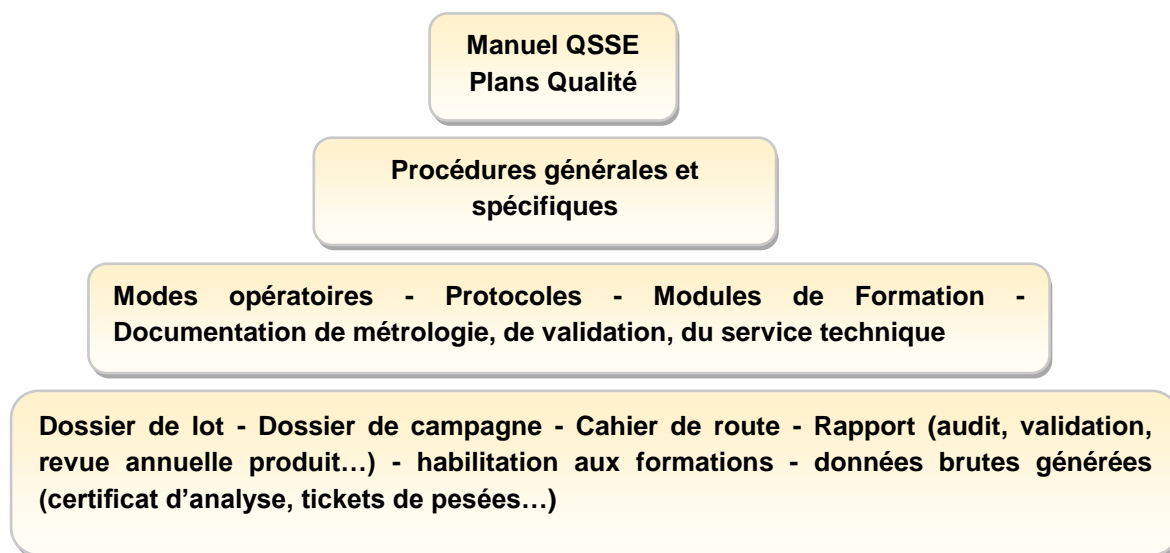 Manuel QSSE
Plans Qualité
Procédures générales et
spécifiques
Modes opératoires - Protocoles - Modules de Formation -
Documentation de métrologie, de validation, du service technique
Dossier de lot - Dossier de campagne - Cahier de route - Rapport (audit, validation,
revue annuelle produit…) - habilitation aux formations - données brutes générées
(certificat d’analyse, tickets de pesées…)